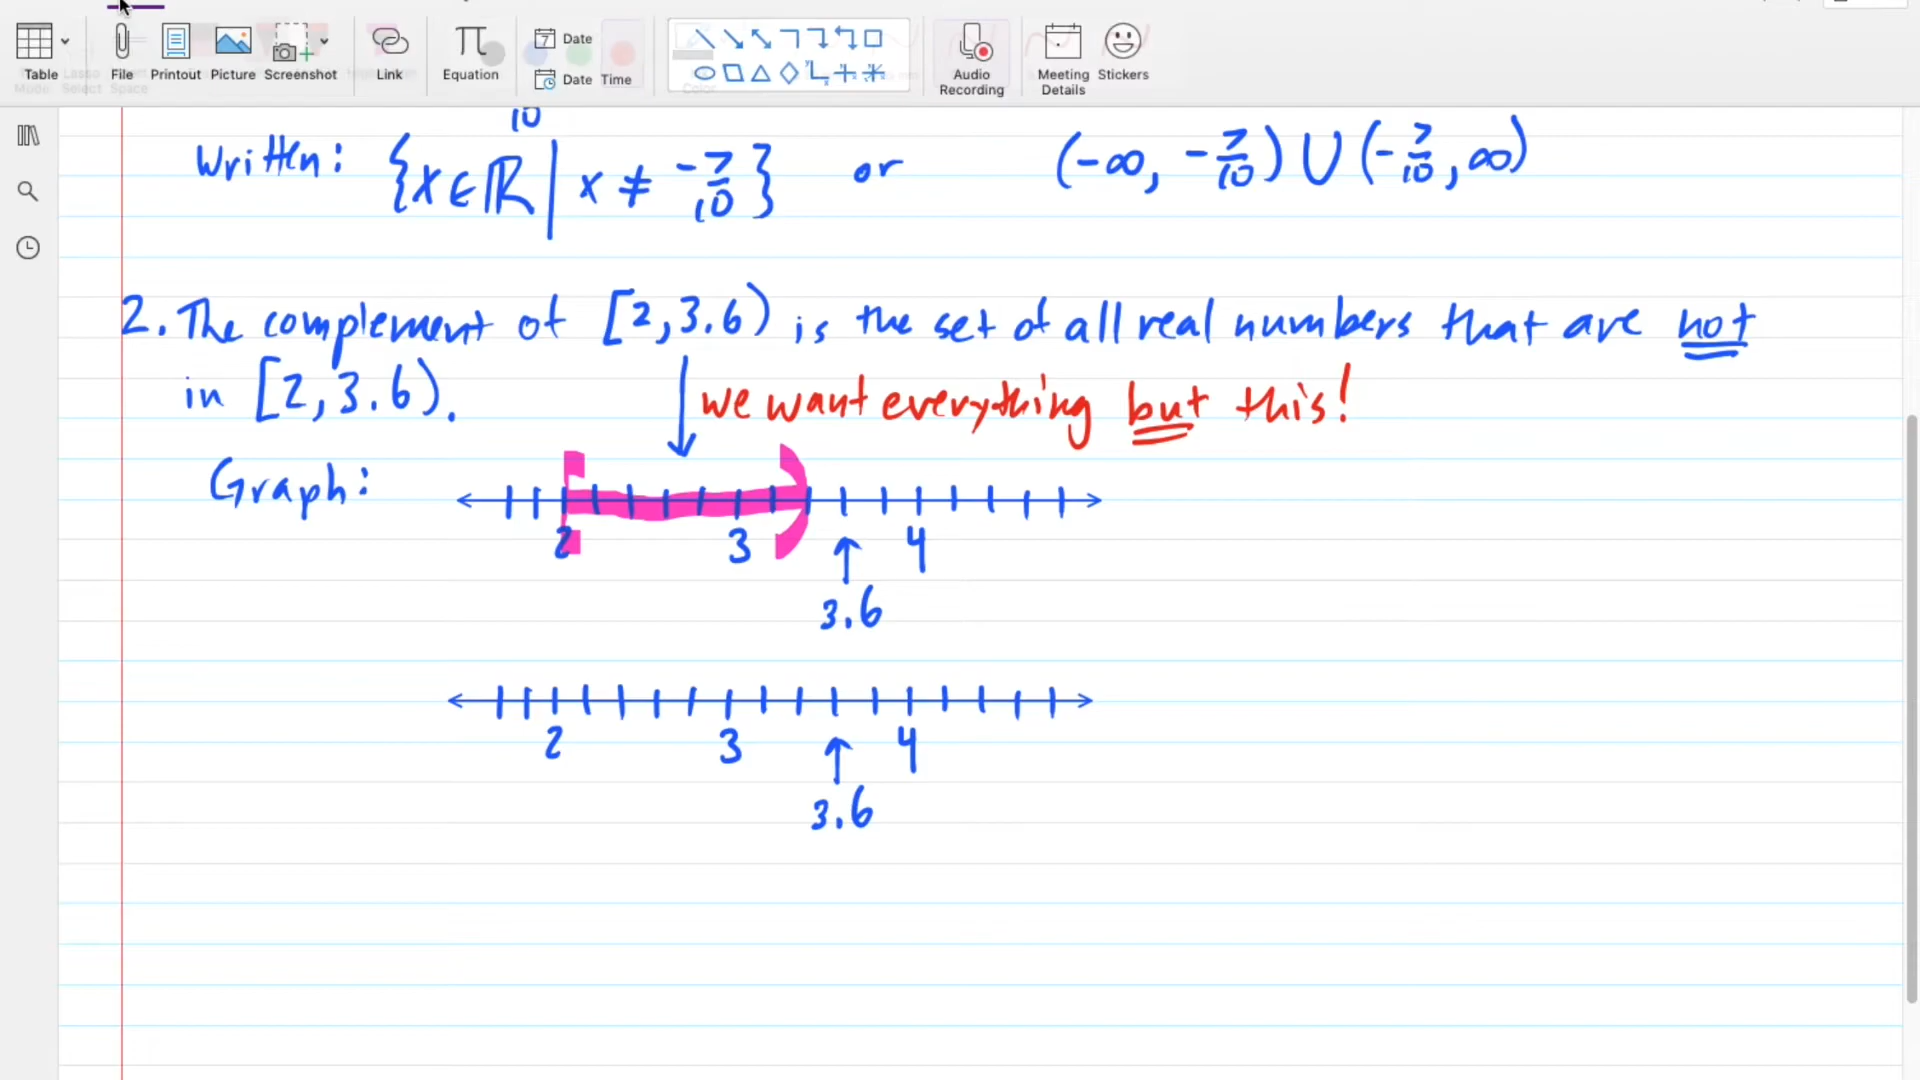 Table File Printout Picture Screenshot Link Equation Date Date Time Audio Recording Meeting Details Stickers
10
Written: {x ∈ ℝ | x ≠ -7/10} or (-∞, -7/10) ∪ (-7/10, ∞)
2. The complement of [2, 3.6) is the set of all real numbers that are not
in [2, 3.6).
we want everything but this!
Graph:
2 3 4
3.6
2 3 4
3.6